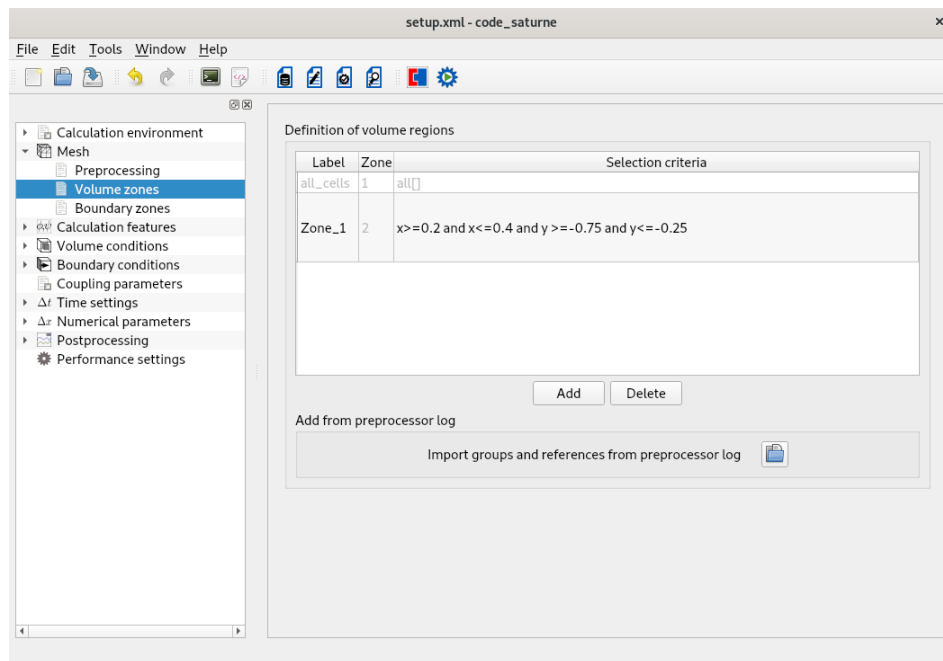 setup.xml - code_saturne
File Edit Tools Window Help
Calculation environment
Mesh
Preprocessing
Volume zones
Boundary zones
Calculation features
Volume conditions
Boundary conditions
Coupling parameters
Δt Time settings
Δx Numerical parameters
Postprocessing
Performance settings
Definition of volume regions
Label Zone Selection criteria
all_cells 1 all[]
Zone_1 2 x>=0.2 and x<=0.4 and y >=-0.75 and y<=-0.25
Add Delete
Add from preprocessor log
Import groups and references from preprocessor log